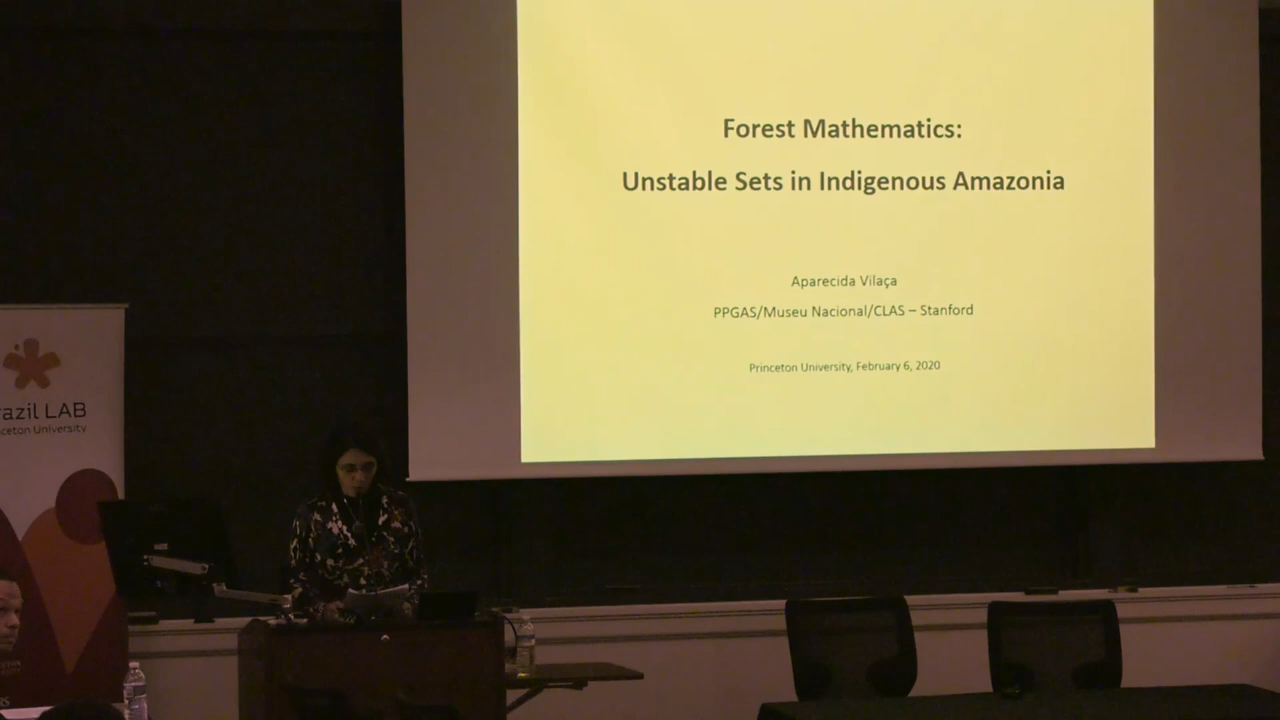 Forest Mathematics:
Unstable Sets in Indigenous Amazonia
Aparecida Vilaça
PPGAS/Museu Nacional/CLAS – Stanford
Princeton University, February 6, 2020
azil LAB
ceton University